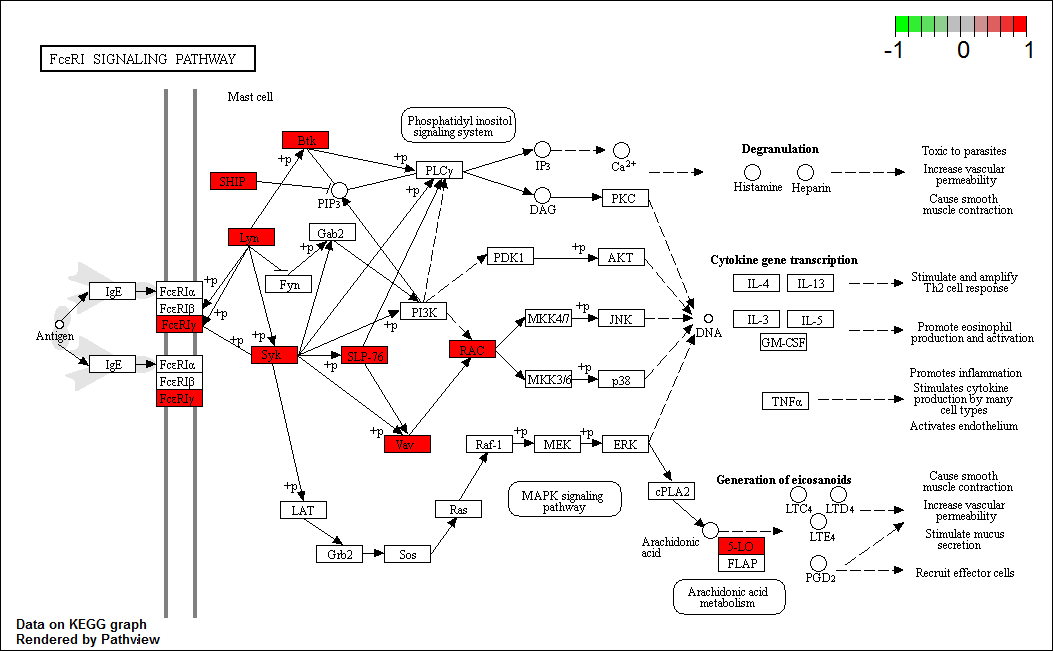 FcεRI SIGNALING PATHWAY
-1 0 1
Mast cell
Phosphatidyl inositol
signaling system
Btk
+p
+p
SHIP
PIP3
PLCγ
+p
IP3
Ca2+
DAG
PKC
Degranulation
Histamine
Heparin
Toxic to parasites
Increase vascular
permeability
Cause smooth
muscle contraction
Lyn
Gab2
+p
Fyn
PDK1
+p
AKT
Cytokine gene transcription
IL-4
IL-13
IL-3
IL-5
GM-CSF
TNFα
Stimulate and amplify
Th2 cell response
Promote eosinophil
production and activation
Promotes inflammation
Stimulates cytokine
production by many
cell types
Activates endothelium
Antigen
IgE
FcεRIα
FcεRIβ
FcεRIγ
+p
+p
IgE
FcεRIα
FcεRIβ
FcεRIγ
+p
Syk
+p
SLP-76
+p
PI3K
RAC
MKK4/7
+p
JNK
MKK3/6
+p
p38
DNA
+p
Vav
Raf-1
+p
MEK
+p
ERK
MAPK signaling
pathway
cPLA2
+p
LAT
Grb2
Sos
Ras
Generation of eicosanoids
LTC4
LTD4
LTE4
PGD2
Arachidonic
acid
5-LO
FLAP
Arachidonic acid
metabolism
Cause smooth
muscle contraction
Increase vascular
permeability
Stimulate mucus
secretion
Recruit effector cells
Data on KEGG graph
Rendered by Pathview